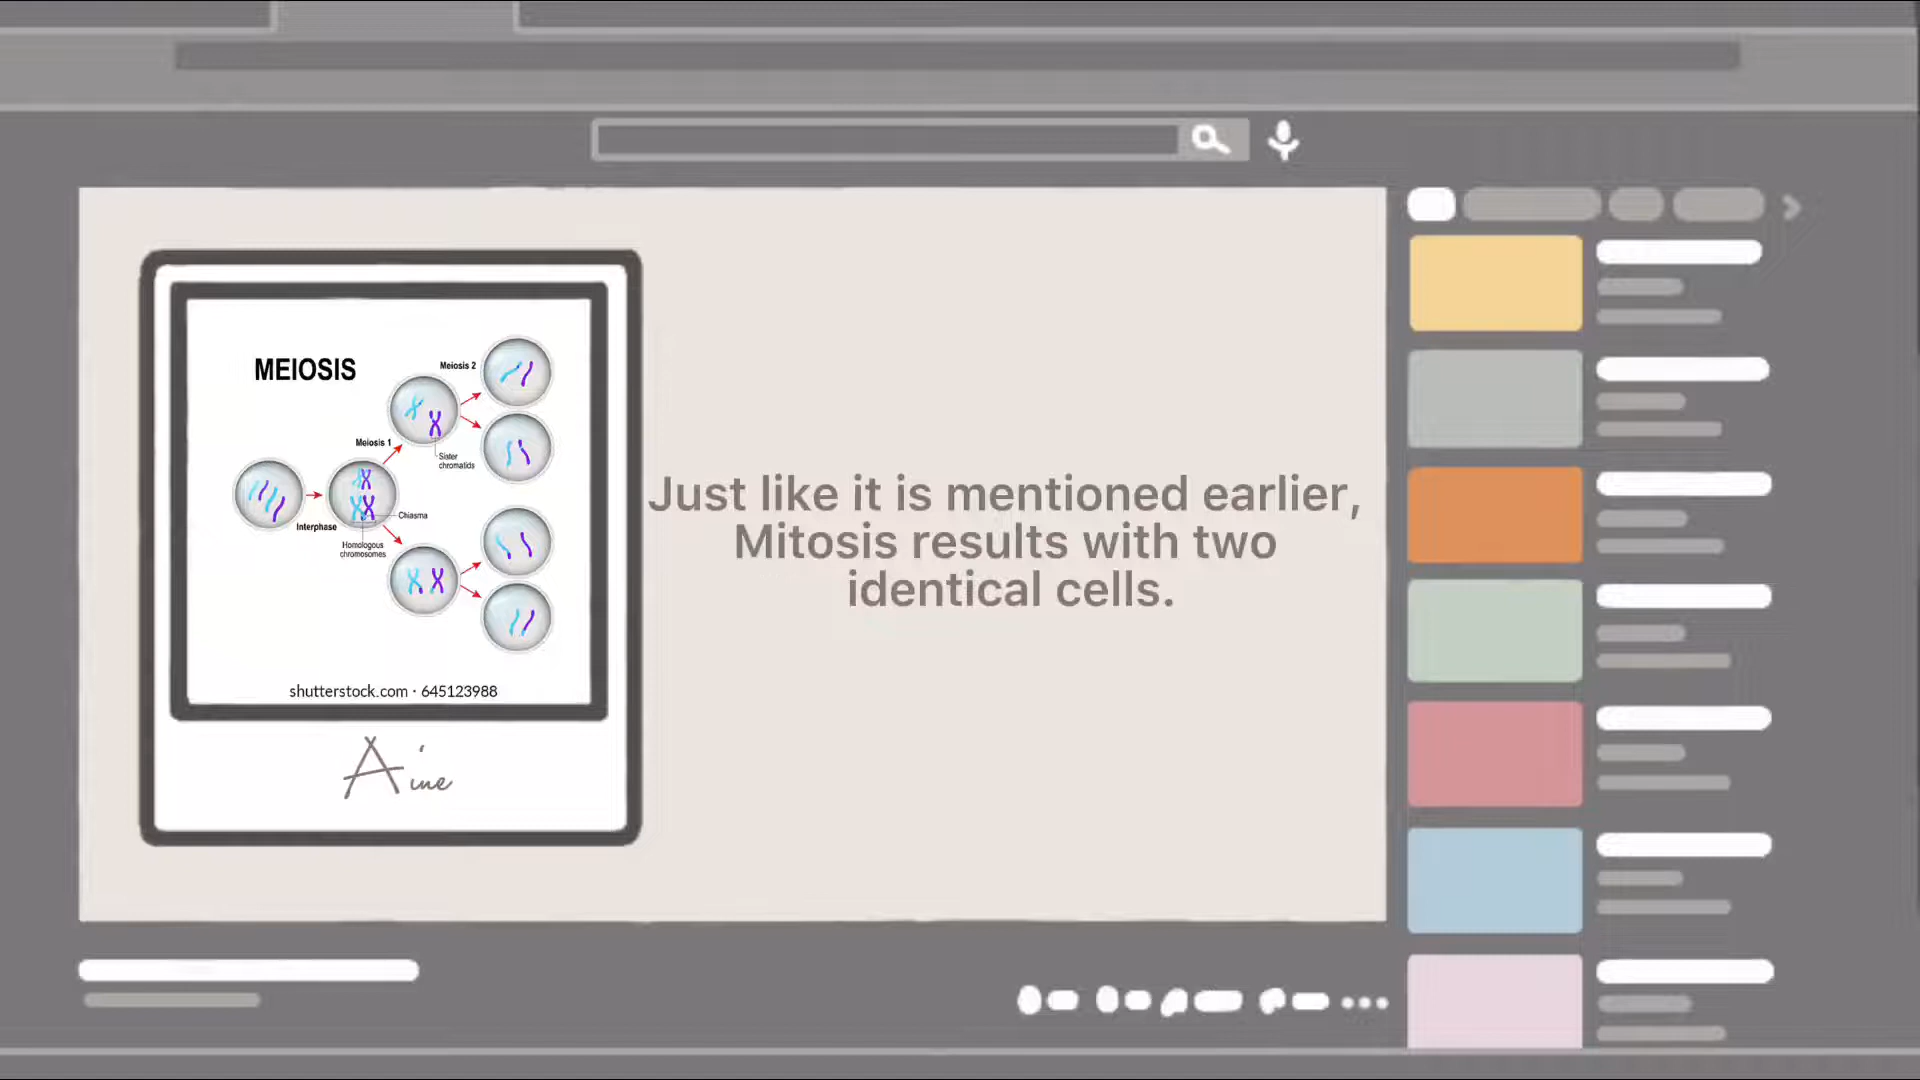 MEIOSIS
Meiosis 2
Meiosis 1
Sister
chromatids
Interphase
Chiasma
Homologous
chromosomes
shutterstock.com · 645123988
Aine
Just like it is mentioned earlier,
Mitosis results with two
identical cells.